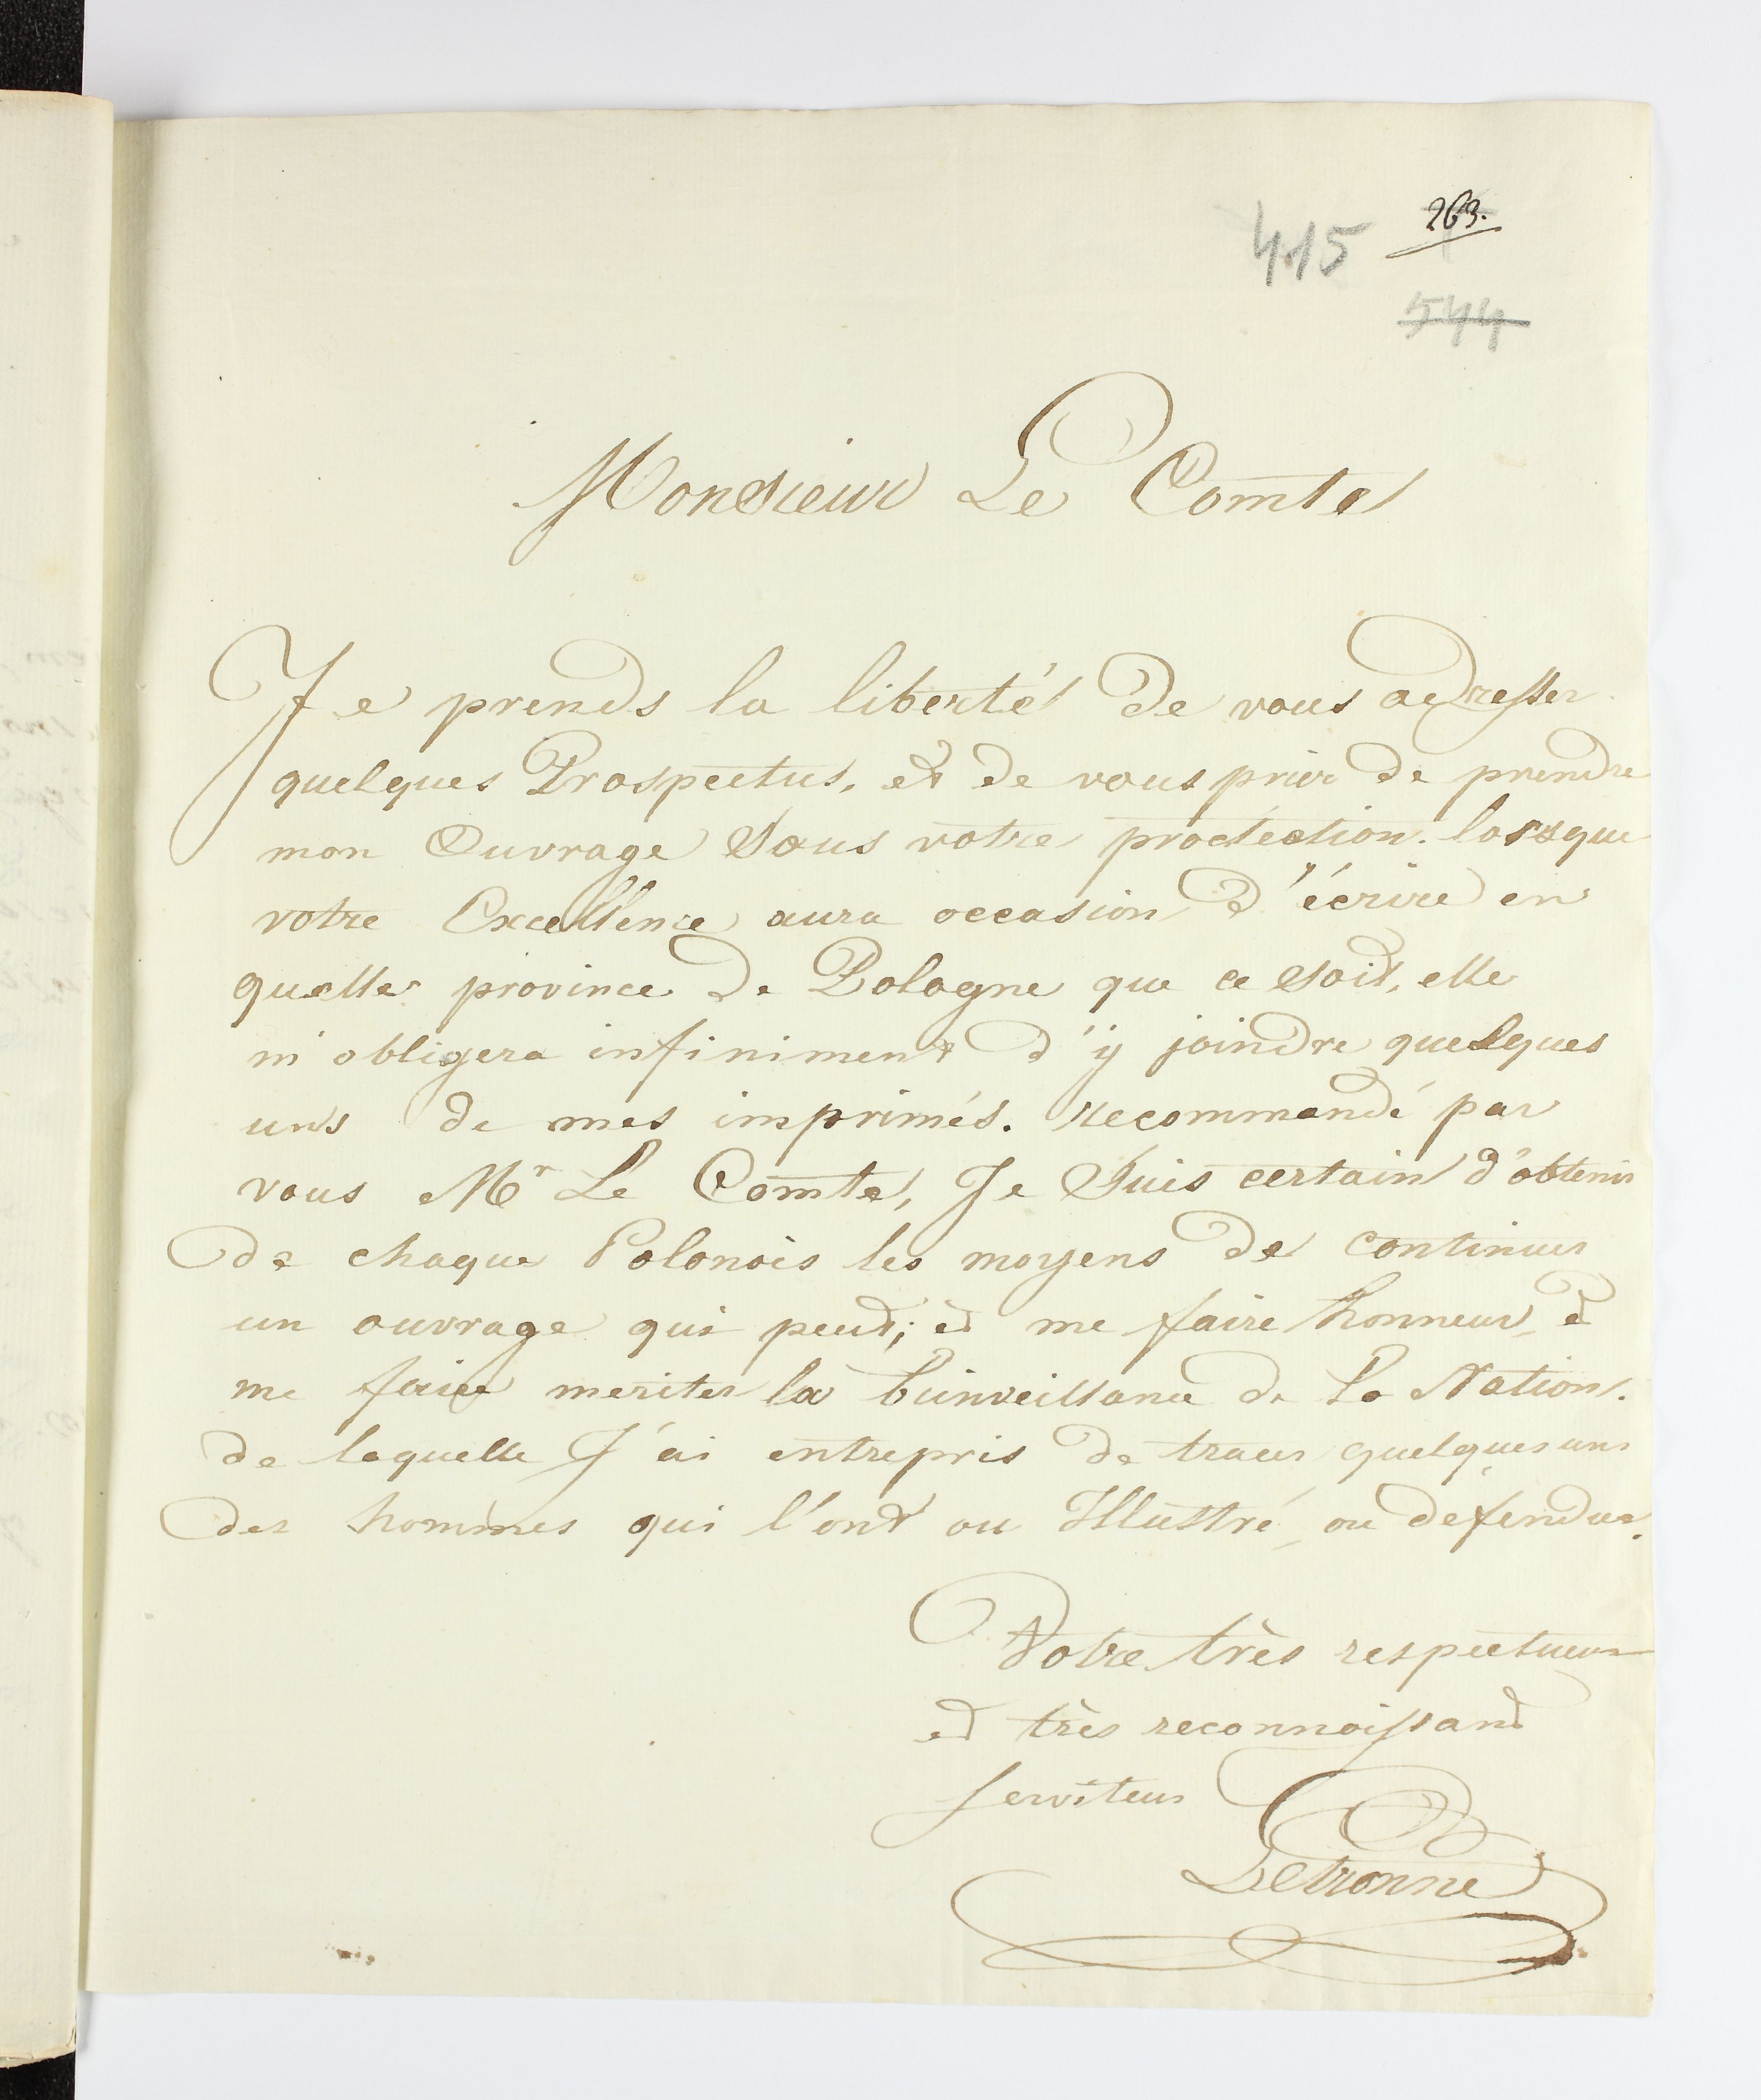 263.
415
544
Monsieur Le Comte
Je prends la liberté de vous adresser
quelques Prospectus, et de vous prier de prendre
mon Ouvrage Sous votre proctection. lorsque
votre Excellence aura occasion d'écrire en
quelle province de Pologne que ce soit, elle
m'obligera infiniment d'y joindre quelques
uns de mes imprimés. recommandé par
vous Mr Le Comte, Je Suis certain d'obtenir
de chaque Polonois les moyens de continuer
un ouvrage qui peut; et me faire honneur, et
me faire meriter la bienveillance de La Nation.
de laquelle J'ai entrepris de tracer quelques uns
des hommes qui l'ont ou Illustré, ou defendue.
Votre très respectueux
et très reconnoissant
serviteur
Letronne